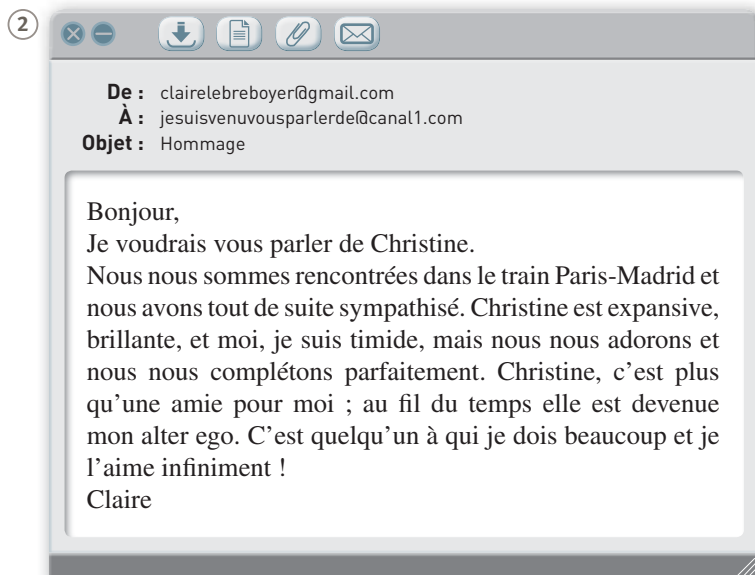 2
De : clairelebreboyer@gmail.com
À : jesuisvenuvousparlerde@canal1.com
Objet : Hommage
Bonjour,
Je voudrais vous parler de Christine.
Nous nous sommes rencontrées dans le train Paris-Madrid et
nous avons tout de suite sympathisé. Christine est expansive,
brillante, et moi, je suis timide, mais nous nous adorons et
nous nous complétons parfaitement. Christine, c’est plus
qu’une amie pour moi ; au fil du temps elle est devenue
mon alter ego. C’est quelqu’un à qui je dois beaucoup et je
l’aime infiniment !
Claire